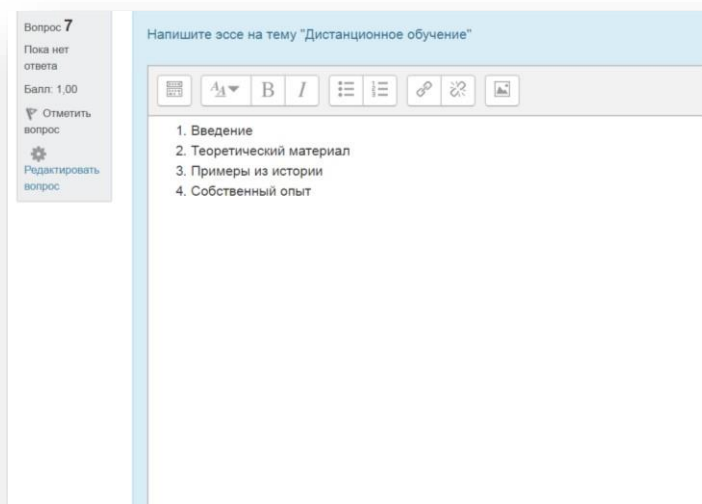 Вопрос 7
Пока нет
ответа
Балл: 1,00
Отметить
вопрос
Редактировать
вопрос
Напишите эссе на тему "Дистанционное обучение"
1. Введение
2. Теоретический материал
3. Примеры из истории
4. Собственный опыт